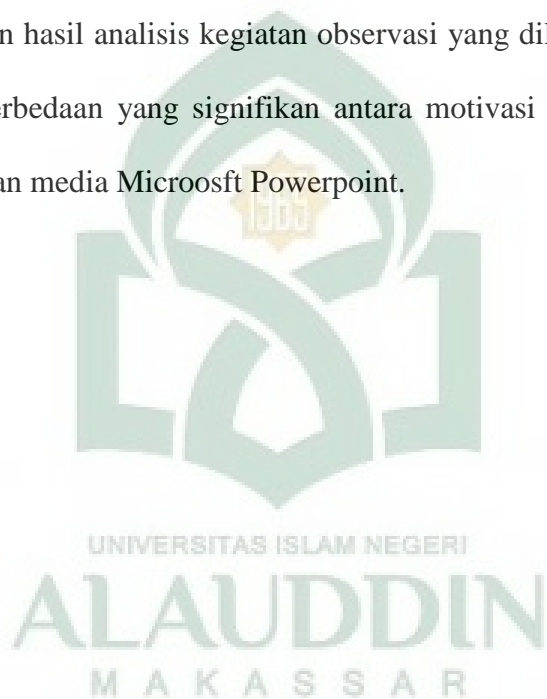 n hasil analisis kegiatan observasi yang dil
erbedaan yang signifikan antara motivasi
an media Microosft Powerpoint.
1965
UNIVERSITAS ISLAM NEGERI
ALAUDDIN
MAKASSAR